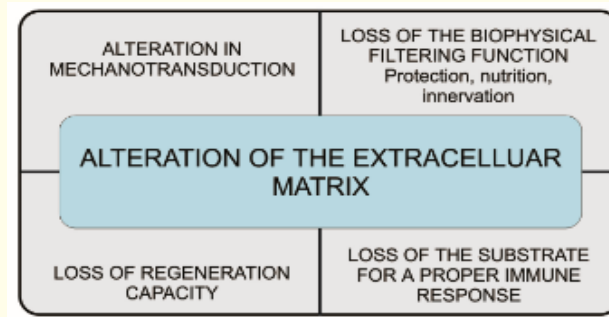 ALTERATION IN
MECHANOTRANSDUCTION
LOSS OF THE BIOPHYSICAL
FILTERING FUNCTION
Protection, nutrition,
innervation
ALTERATION OF THE EXTRACELLUAR
MATRIX
LOSS OF REGENERATION
CAPACITY
LOSS OF THE SUBSTRATE
FOR A PROPER IMMUNE
RESPONSE